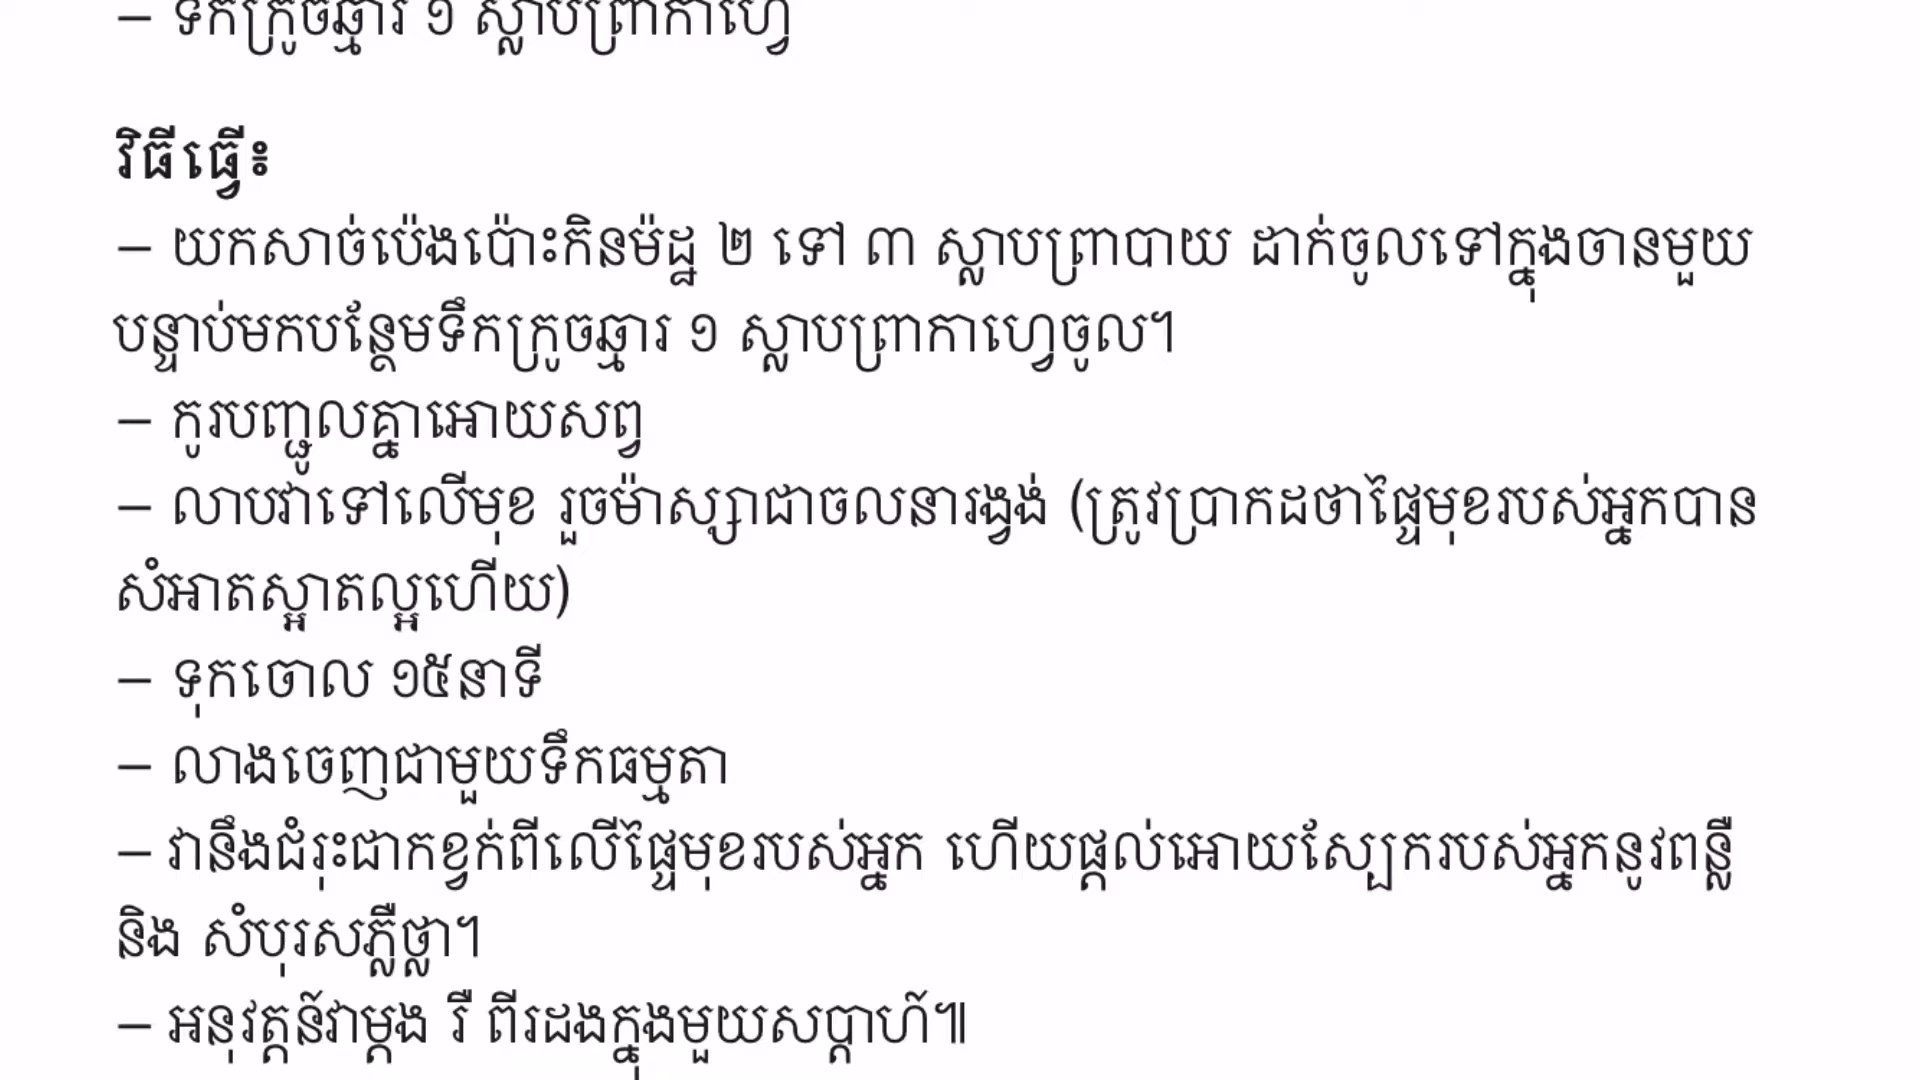 – ទឹកក្រូចឆ្មារ ១ ស្លាបព្រាកាហ្វេ
វិធីធ្វើ៖
– យកសាច់ប៉េងប៉ោះកិនម៉ដ្ឋ ២ ទៅ ៣ ស្លាបព្រាបាយ ដាក់ចូលទៅក្នុងចានមួយ
បន្ទាប់មកបន្ថែមទឹកក្រូចឆ្មារ ១ ស្លាបព្រាកាហ្វេចូល។
– កូរបញ្ជូលគ្នាអោយសព្វ
– លាបវាទៅលើមុខ រួចម៉ាស្សាជាចលនារង្វង់ (ត្រូវប្រាកដថាផ្ទៃមុខរបស់អ្នកបាន
សំអាតស្អាតល្អហើយ)
– ទុកចោល ១៥នាទី
– លាងចេញជាមួយទឹកធម្មតា
– វានឹងជំរុះជាកខ្វក់ពីលើផ្ទៃមុខរបស់អ្នក ហើយផ្តល់អោយស្បែករបស់អ្នកនូវពន្លឺ
និង សំបុរសភ្លឺថ្លា។
– អនុវត្តន៍វាម្តង រឺ ពីរដងក្នុងមួយសប្តាហ៍៕